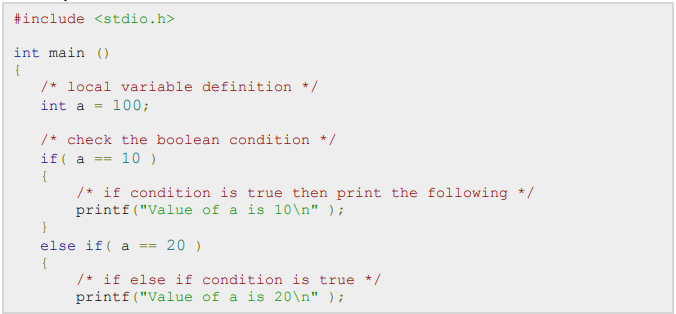 #include <stdio.h>
int main ()
{
/* local variable definition */
int a = 100;
/* check the boolean condition */
if( a == 10 )
{
/* if condition is true then print the following */
printf("Value of a is 10\n" );
}
else if( a == 20 )
{
/* if else if condition is true */
printf("Value of a is 20\n" );